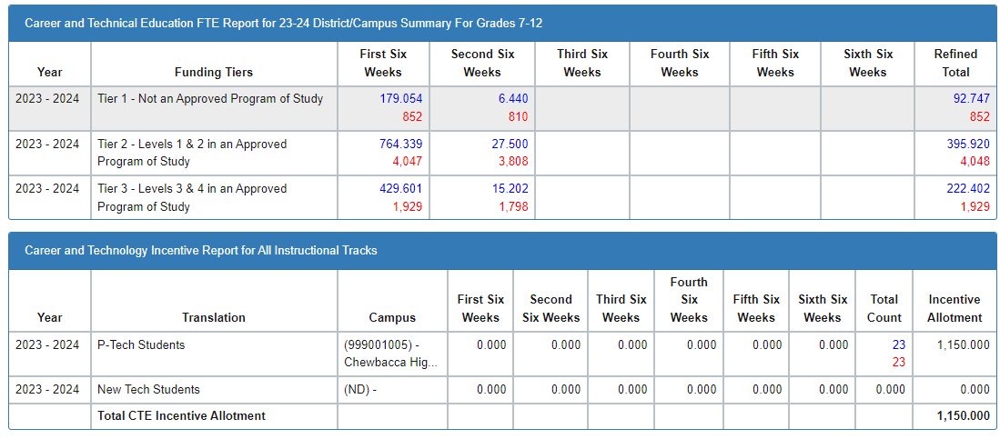 Career and Technical Education FTE Report for 23-24 District/Campus Summary For Grades 7-12
Year Funding Tiers First Six Weeks Second Six Weeks Third Six Weeks Fourth Six Weeks Fifth Six Weeks Sixth Six Weeks Refined Total
2023 - 2024 Tier 1 - Not an Approved Program of Study 179.054 6.440 92.747
852 810 852
2023 - 2024 Tier 2 - Levels 1 & 2 in an Approved 764.339 27.500 395.920
Program of Study 4,047 3,808 4,048
2023 - 2024 Tier 3 - Levels 3 & 4 in an Approved 429.601 15.202 222.402
Program of Study 1,929 1,798 1,929
Career and Technology Incentive Report for All Instructional Tracks
Year Translation Campus First Six Weeks Second Six Weeks Third Six Weeks Fourth Six Weeks Fifth Six Weeks Sixth Six Weeks Total Count Incentive Allotment
2023 - 2024 P-Tech Students (999001005) - 0.000 0.000 0.000 0.000 0.000 0.000 23 1,150.000
Chewbacca Hig... 23
2023 - 2024 New Tech Students (ND) - 0.000 0.000 0.000 0.000 0.000 0.000 0.000 0.000
Total CTE Incentive Allotment 1,150.000